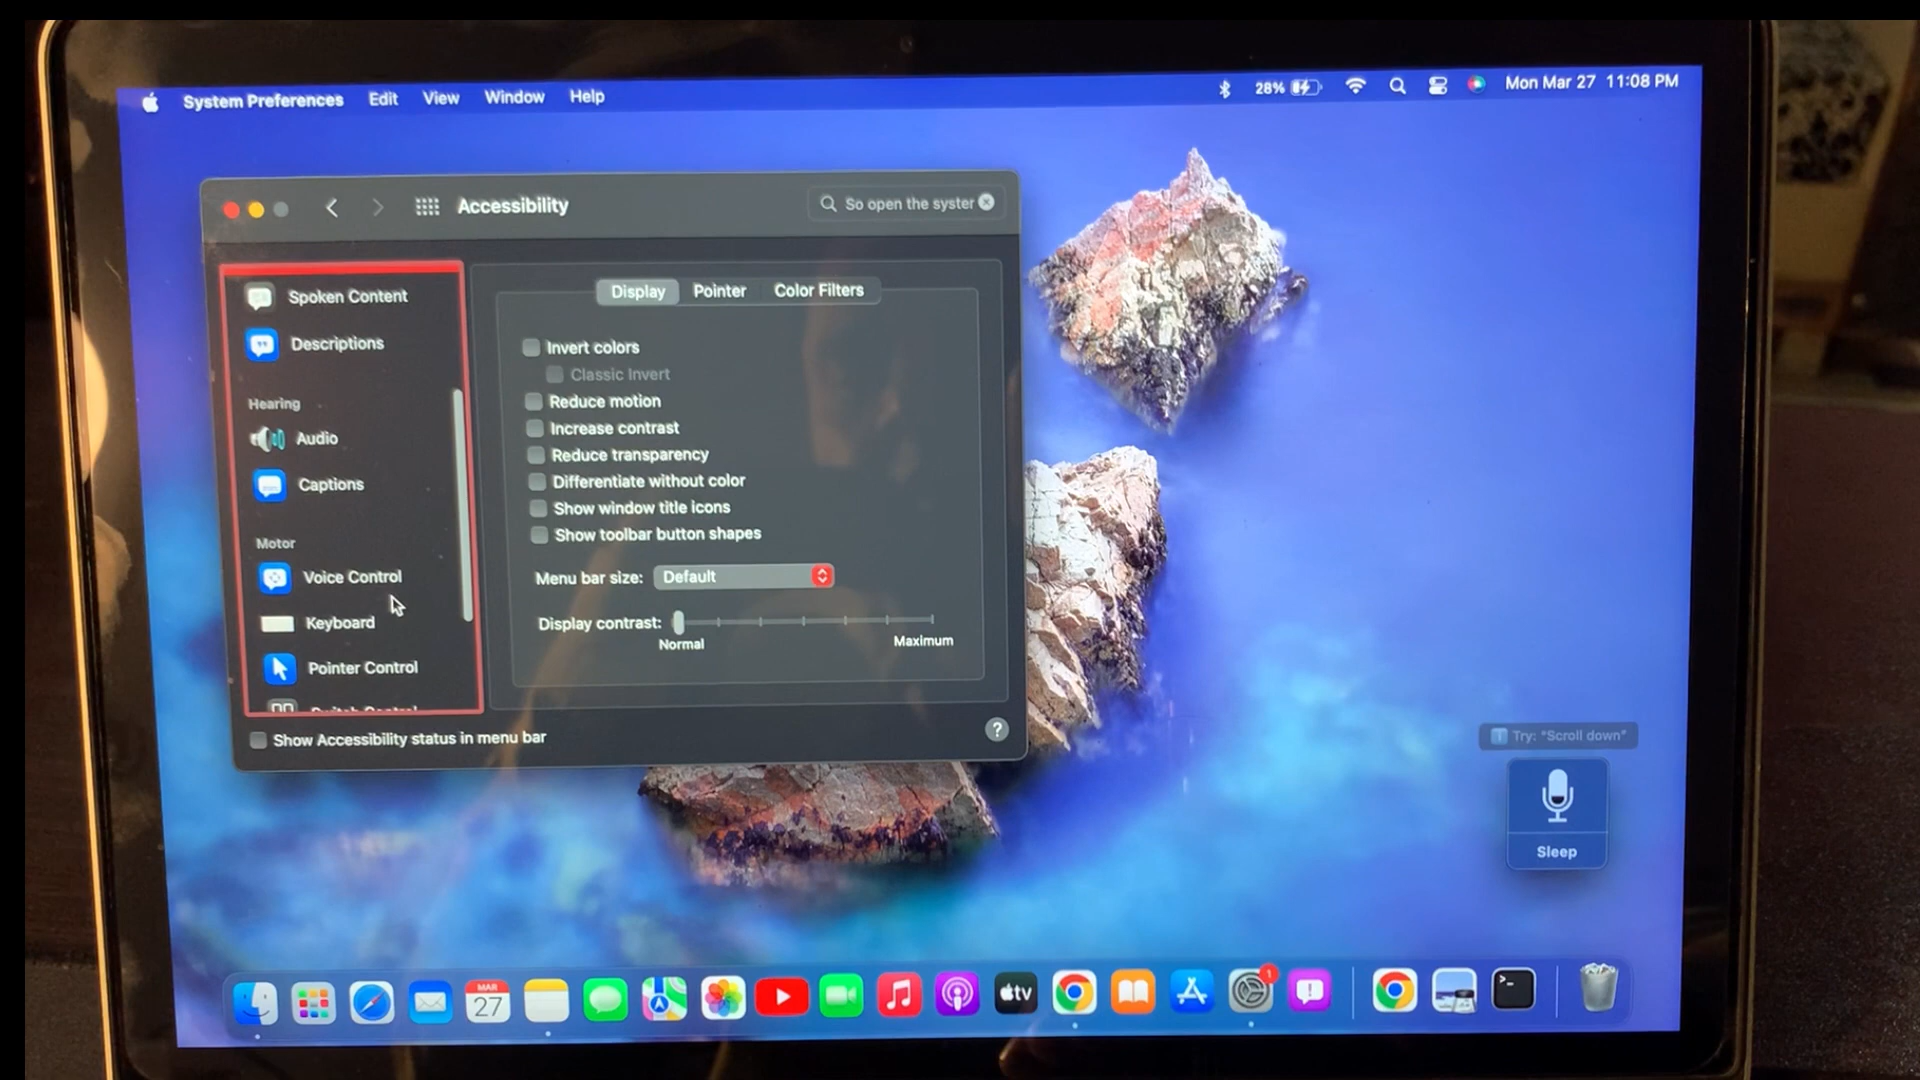 System Preferences Edit View Window Help 28% Mon Mar 27 11:08 PM
Accessibility
So open the syster
Spoken Content
Descriptions
Hearing
Audio
Captions
Motor
Voice Control
Keyboard
Pointer Control
Switch Control
Show Accessibility status in menu bar
Display Pointer Color Filters
Invert colors
Classic Invert
Reduce motion
Increase contrast
Reduce transparency
Differentiate without color
Show window title icons
Show toolbar button shapes
Menu bar size: Default
Display contrast:
Normal Maximum
?
Try: "Scroll down"
Sleep
MAR
27
tv
1